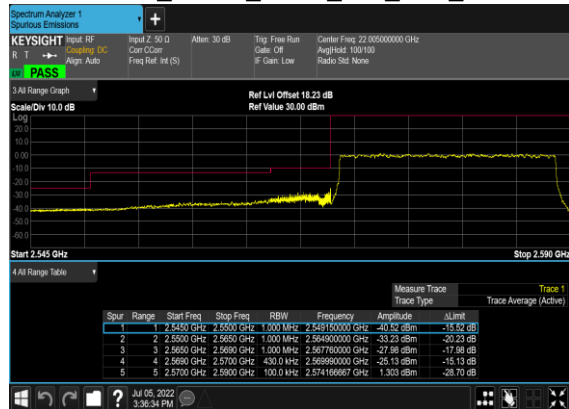 Spectrum Analyzer 1
Spurious Emissions
KEYSIGHT Input: RF Input Z: 50 Ω Atten: 30 dB Trig: Free Run Center Freq: 22.005000000 GHz
R T Coupling: DC Corr CCorr Gate: Off Avg|Hold: 100/100
Align: Auto Freq Ref: Int (S) IF Gain: Low Radio Std: None
PASS
3 All Range Graph
Ref Lvl Offset 18.23 dB
Scale/Div 10.0 dB Ref Value 30.00 dBm
Log
20.0
10.0
0.00
-10.0
-20.0
-30.0
-40.0
-50.0
-60.0
Start 2.545 GHz Stop 2.590 GHz
4 All Range Table
Measure Trace Trace 1
Trace Type Trace Average (Active)
Spur Range Start Freq Stop Freq RBW Frequency Amplitude ΔLimit
1 1 2.5450 GHz 2.5500 GHz 1.000 MHz 2.549150000 GHz -40.52 dBm -15.52 dB
2 2 2.5500 GHz 2.5650 GHz 1.000 MHz 2.564900000 GHz -33.23 dBm -20.23 dB
3 3 2.5650 GHz 2.5690 GHz 1.000 MHz 2.567760000 GHz -27.98 dBm -17.98 dB
4 4 2.5690 GHz 2.5700 GHz 430.0 kHz 2.569990000 GHz -25.13 dBm -15.13 dB
5 5 2.5700 GHz 2.5900 GHz 100.0 kHz 2.574166667 GHz 1.303 dBm -28.70 dB
Jul 05, 2022
3:36:34 PM